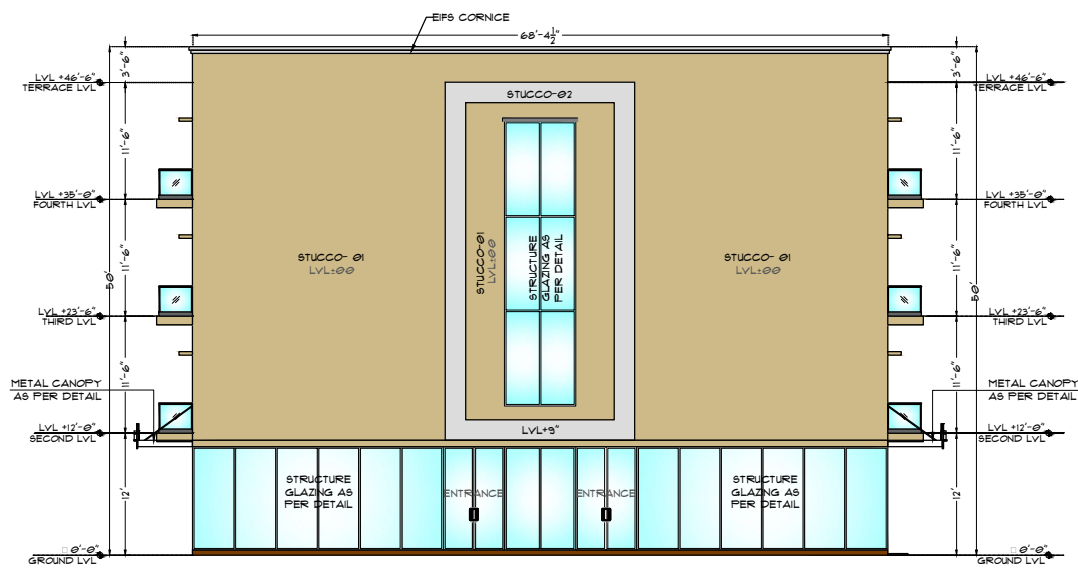 EIFS CORNICE
68'-4½"
3'-6"
3'-6"
LVL +46'-6"
TERRACE LVL
LVL +46'-6"
TERRACE LVL
STUCCO-02
11'-6"
11'-6"
LVL +35'-0"
FOURTH LVL
LVL +35'-0"
FOURTH LVL
STUCCO- 01
LVL±00
STUCCO-01
LVL±00
STRUCTURE
GLAZING AS
PER DETAIL
STUCCO- 01
LVL±00
11'-6"
11'-6"
50'
50'
LVL +23'-6"
THIRD LVL
LVL +23'-6"
THIRD LVL
11'-6"
11'-6"
METAL CANOPY
AS PER DETAIL
METAL CANOPY
AS PER DETAIL
LVL +12'-0"
SECOND LVL
LVL+3"
LVL +12'-0"
SECOND LVL
STRUCTURE
GLAZING AS
PER DETAIL
ENTRANCE
ENTRANCE
STRUCTURE
GLAZING AS
PER DETAIL
12'
12'
□ 0'-0"
GROUND LVL
□ 0'-0"
GROUND LVL